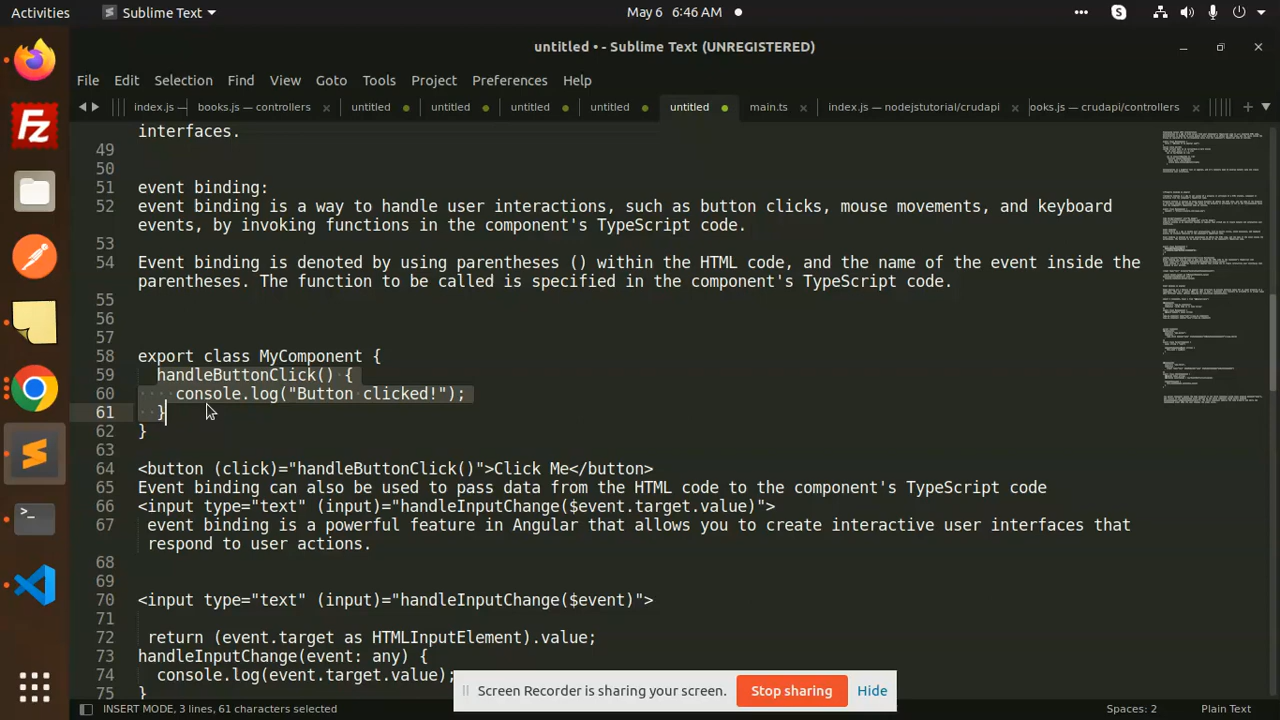 Activities
Sublime Text
May 6 6:46 AM
untitled • - Sublime Text (UNREGISTERED)
File Edit Selection Find View Goto Tools Project Preferences Help
index.js — books.js — controllers untitled untitled untitled untitled untitled main.ts index.js — nodejstutorial/crudapi ooks.js — crudapi/controllers
interfaces.
49
50
51 event binding:
52 event binding is a way to handle user interactions, such as button clicks, mouse movements, and keyboard
events, by invoking functions in the component's TypeScript code.
53
54 Event binding is denoted by using parentheses () within the HTML code, and the name of the event inside the
parentheses. The function to be called is specified in the component's TypeScript code.
55
56
57
58 export class MyComponent {
59 handleButtonClick() {
60 console.log("Button clicked!");
61 }
62 }
63
64 <button (click)="handleButtonClick()">Click Me</button>
65 Event binding can also be used to pass data from the HTML code to the component's TypeScript code
66 <input type="text" (input)="handleInputChange($event.target.value)">
67 event binding is a powerful feature in Angular that allows you to create interactive user interfaces that
respond to user actions.
68
69
70 <input type="text" (input)="handleInputChange($event)">
71
72 return (event.target as HTMLInputElement).value;
73 handleInputChange(event: any) {
74 console.log(event.target.value);
75 }
Screen Recorder is sharing your screen. Stop sharing Hide
INSERT MODE, 3 lines, 61 characters selected
Spaces: 2
Plain Text